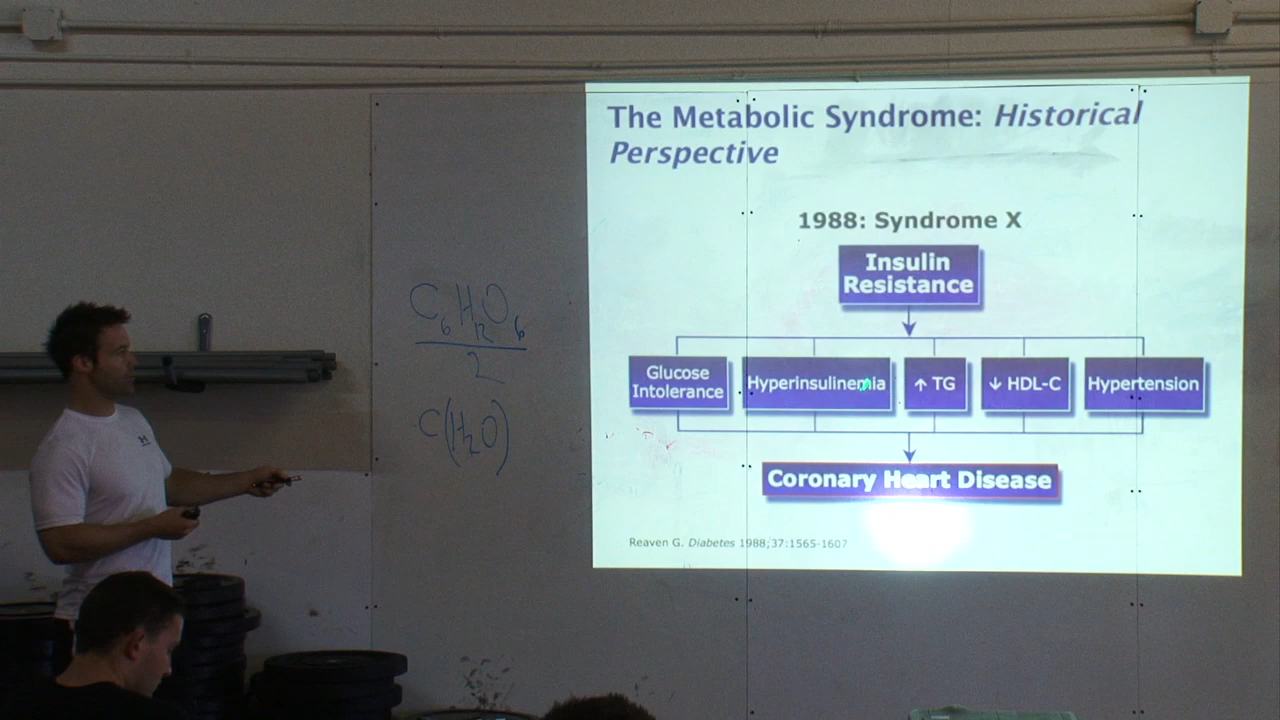 The Metabolic Syndrome: Historical
Perspective
1988: Syndrome X
Insulin
Resistance
Glucose
Intolerance
Hyperinsulinemia
↑ TG
↓ HDL-C
Hypertension
Coronary Heart Disease
Reaven G. Diabetes 1988;37:1565-1607
C6H12O6
2
C(H2O)